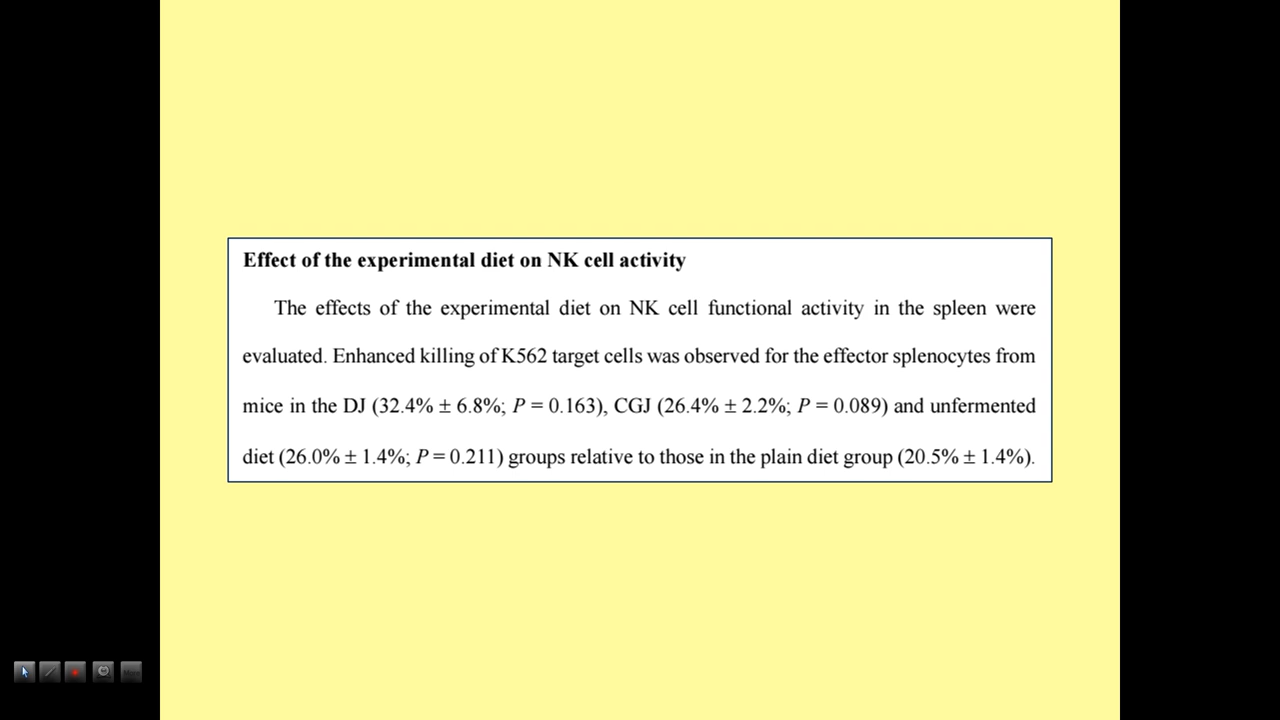 Effect of the experimental diet on NK cell activity
The effects of the experimental diet on NK cell functional activity in the spleen were
evaluated. Enhanced killing of K562 target cells was observed for the effector splenocytes from
mice in the DJ (32.4% ± 6.8%; P = 0.163), CGJ (26.4% ± 2.2%; P = 0.089) and unfermented
diet (26.0% ± 1.4%; P = 0.211) groups relative to those in the plain diet group (20.5% ± 1.4%).